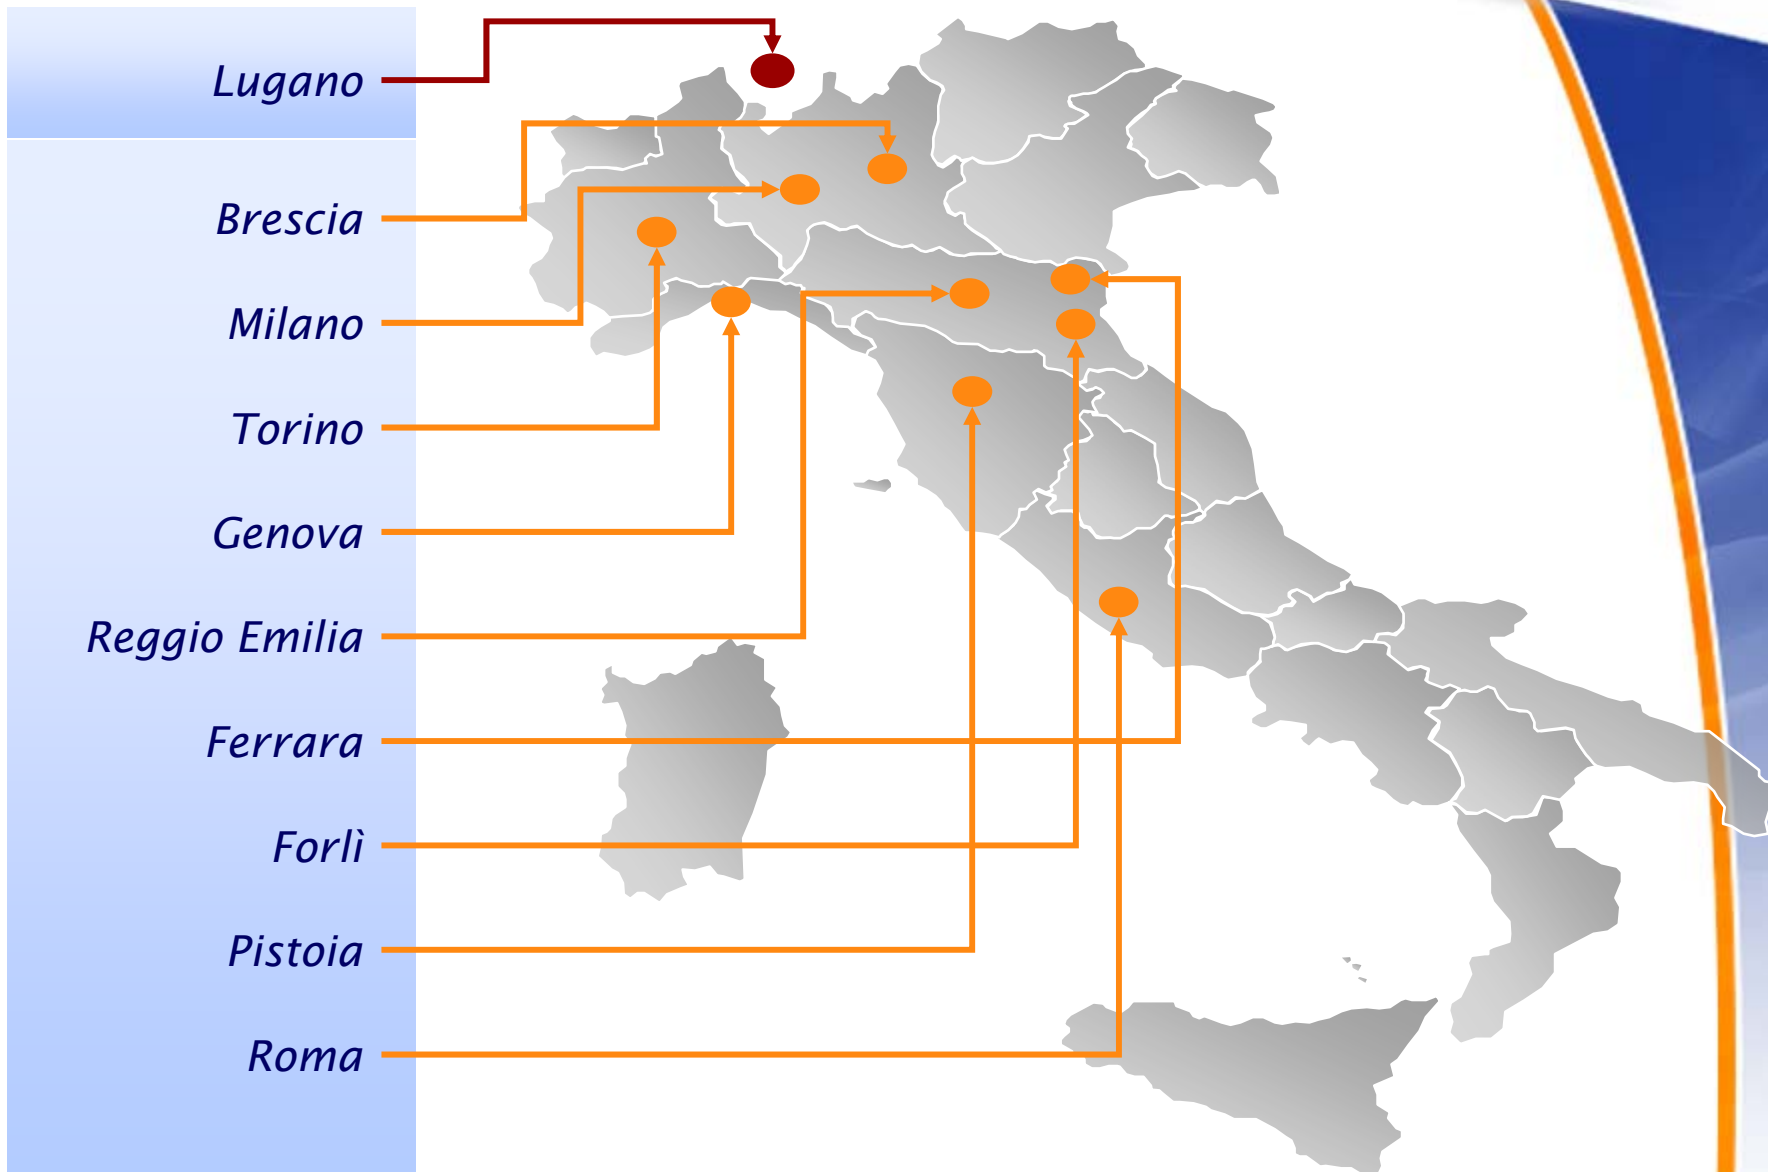 Lugano
Brescia
Milano
Torino
Genova
Reggio Emilia
Ferrara
Forlì
Pistoia
Roma